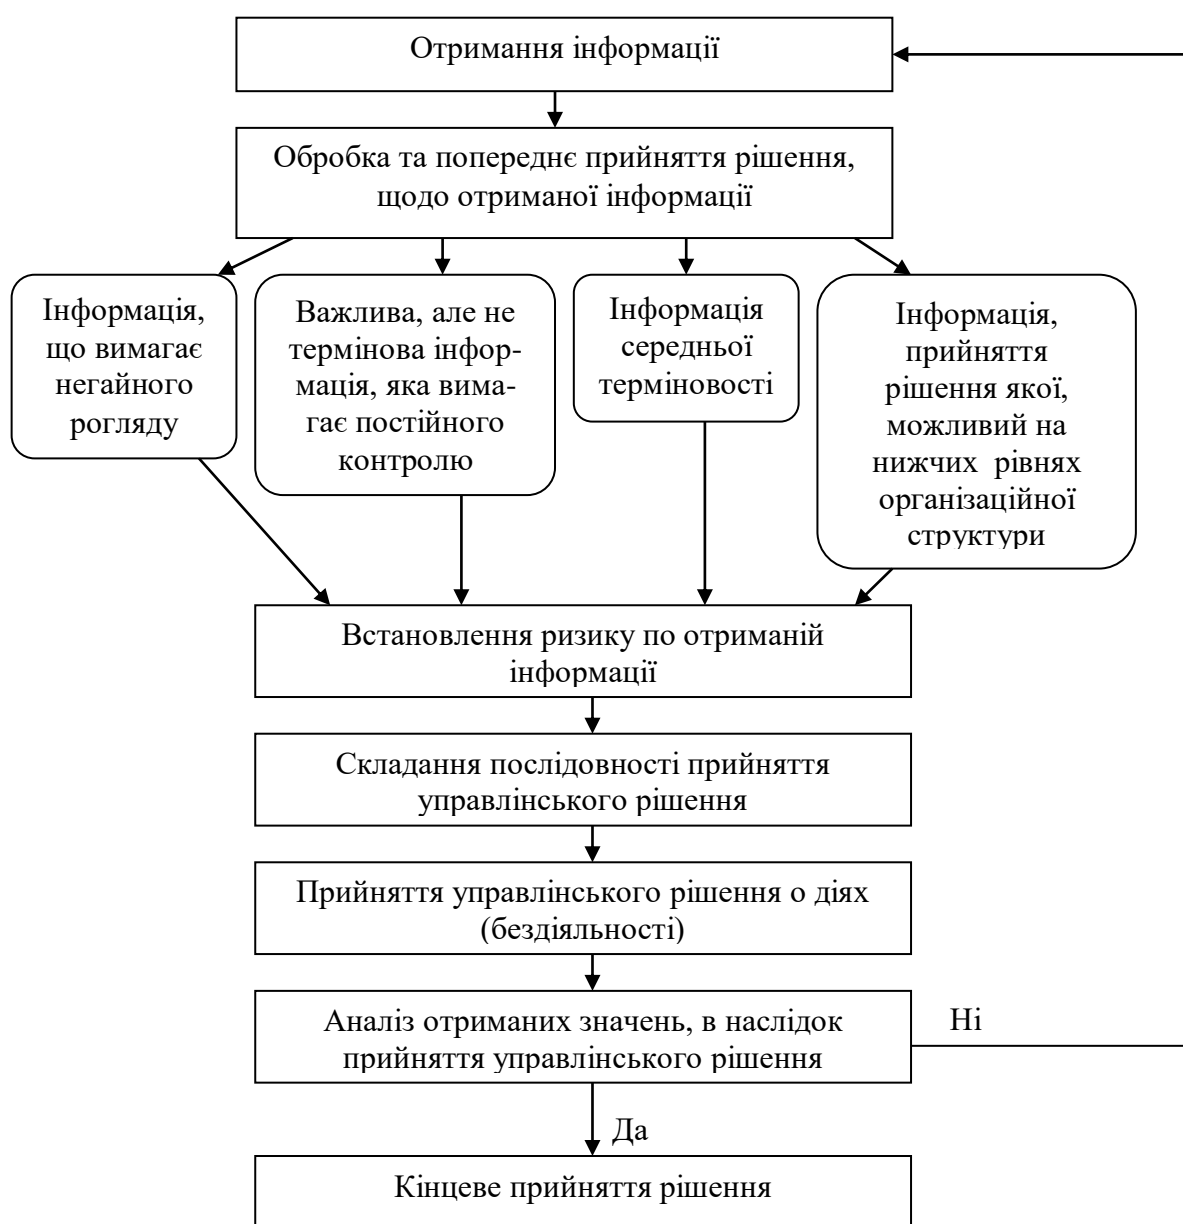 Отримання інформації
Обробка та попереднє прийняття рішення,
щодо отриманої інформації
Інформація,
що вимагає
негайного
рогляду
Важлива, але не
термінова інфор-
мація, яка вима-
гає постійного
контролю
Інформація
середньої
терміновості
Інформація,
прийняття
рішення якої,
можливий на
нижчих рівнях
організаційної
структури
Встановлення ризику по отриманій
інформації
Складання послідовності прийняття
управлінського рішення
Прийняття управлінського рішення о діях
(бездіяльності)
Аналіз отриманих значень, в наслідок
прийняття управлінського рішення
Ні
Да
Кінцеве прийняття рішення